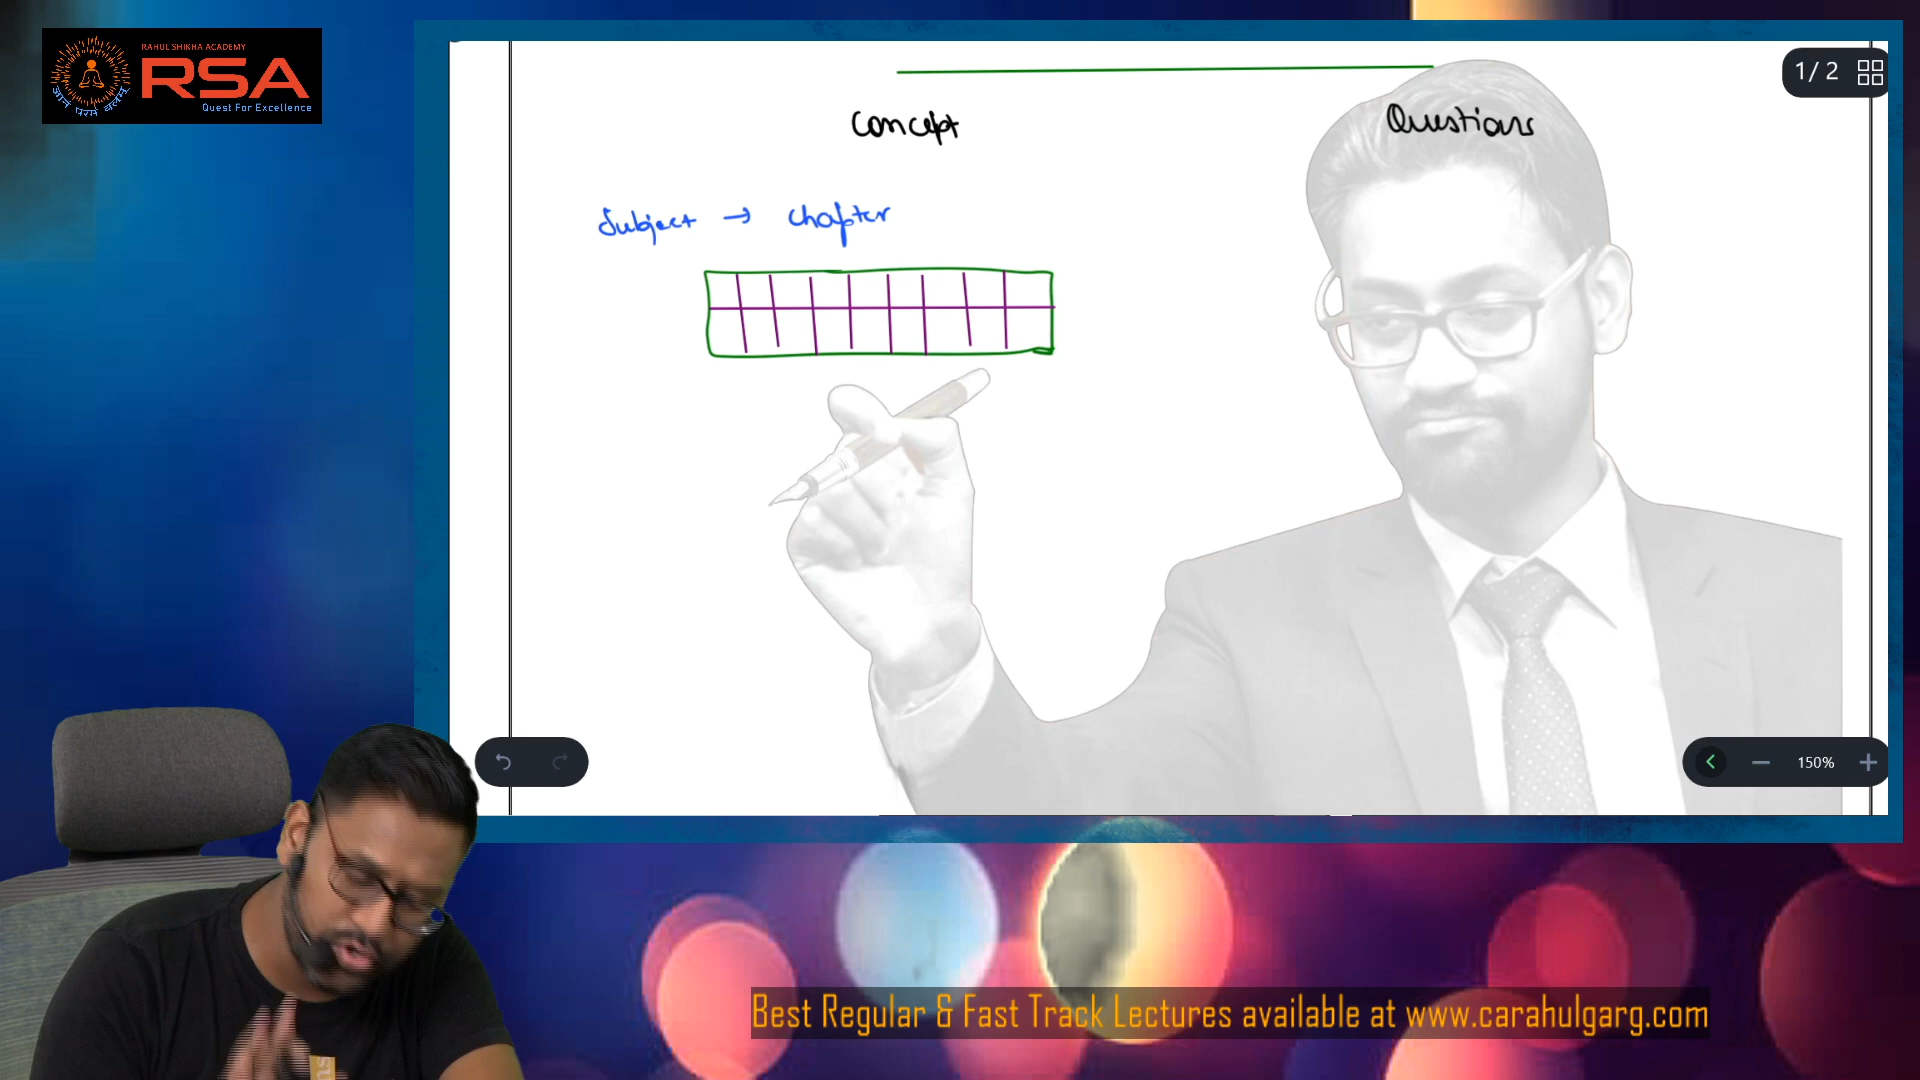 RAHUL SHIKHA ACADEMY
RSA
Quest For Excellence
1/2
Concept
Questions
Subject → Chapter
150%
Best Regular & Fast Track Lectures available at www.carahulgarg.com